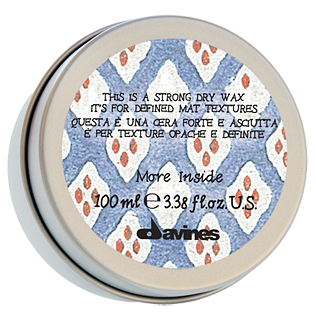 THIS IS A STRONG DRY WAX
IT'S FOR DEFINED MAT TEXTURES
QUESTA É UNA CERA FORTE E ASCIUTTA
É PER TEXTURE OPACHE E DEFINITE
More Inside
100 ml ℮ 3.38 fl.oz. U.S.
davines